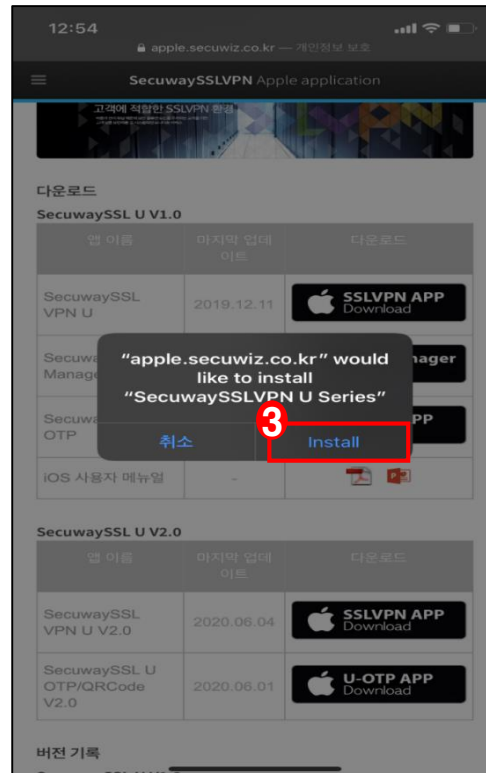 12:54
apple.secuwiz.co.kr — 개인정보 보호
SecuwaySSLVPN Apple application
고객에 적합한 SSLVPN 환경
다운로드
SecuwaySSL U V1.0
앱 이름 마지막 업데이트 다운로드
SecuwaySSL VPN U 2019.12.11 SSLVPN APP Download
Manage nager
OTP PP
"apple.secuwiz.co.kr" would
like to install
"SecuwaySSLVPN U Series"
취소 3 Install
iOS 사용자 메뉴얼 -
SecuwaySSL U V2.0
앱 이름 마지막 업데이트 다운로드
SecuwaySSL VPN U V2.0 2020.06.04 SSLVPN APP Download
SecuwaySSL U OTP/QRCode V2.0 2020.06.01 U-OTP APP Download
버전 기록